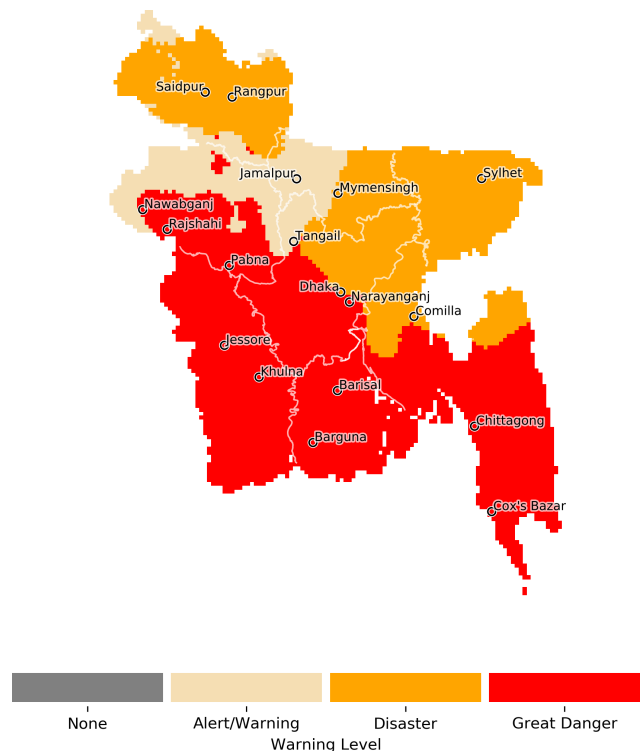 Saidpur
Rangpur
Jamalpur
Sylhet
Mymensingh
Nawabganj
Rajshahi
Tangail
Pabna
Dhaka
Narayanganj
Comilla
Jessore
Khulna
Barisal
Chittagong
Barguna
Cox's Bazar
None
Alert/Warning
Disaster
Great Danger
Warning Level